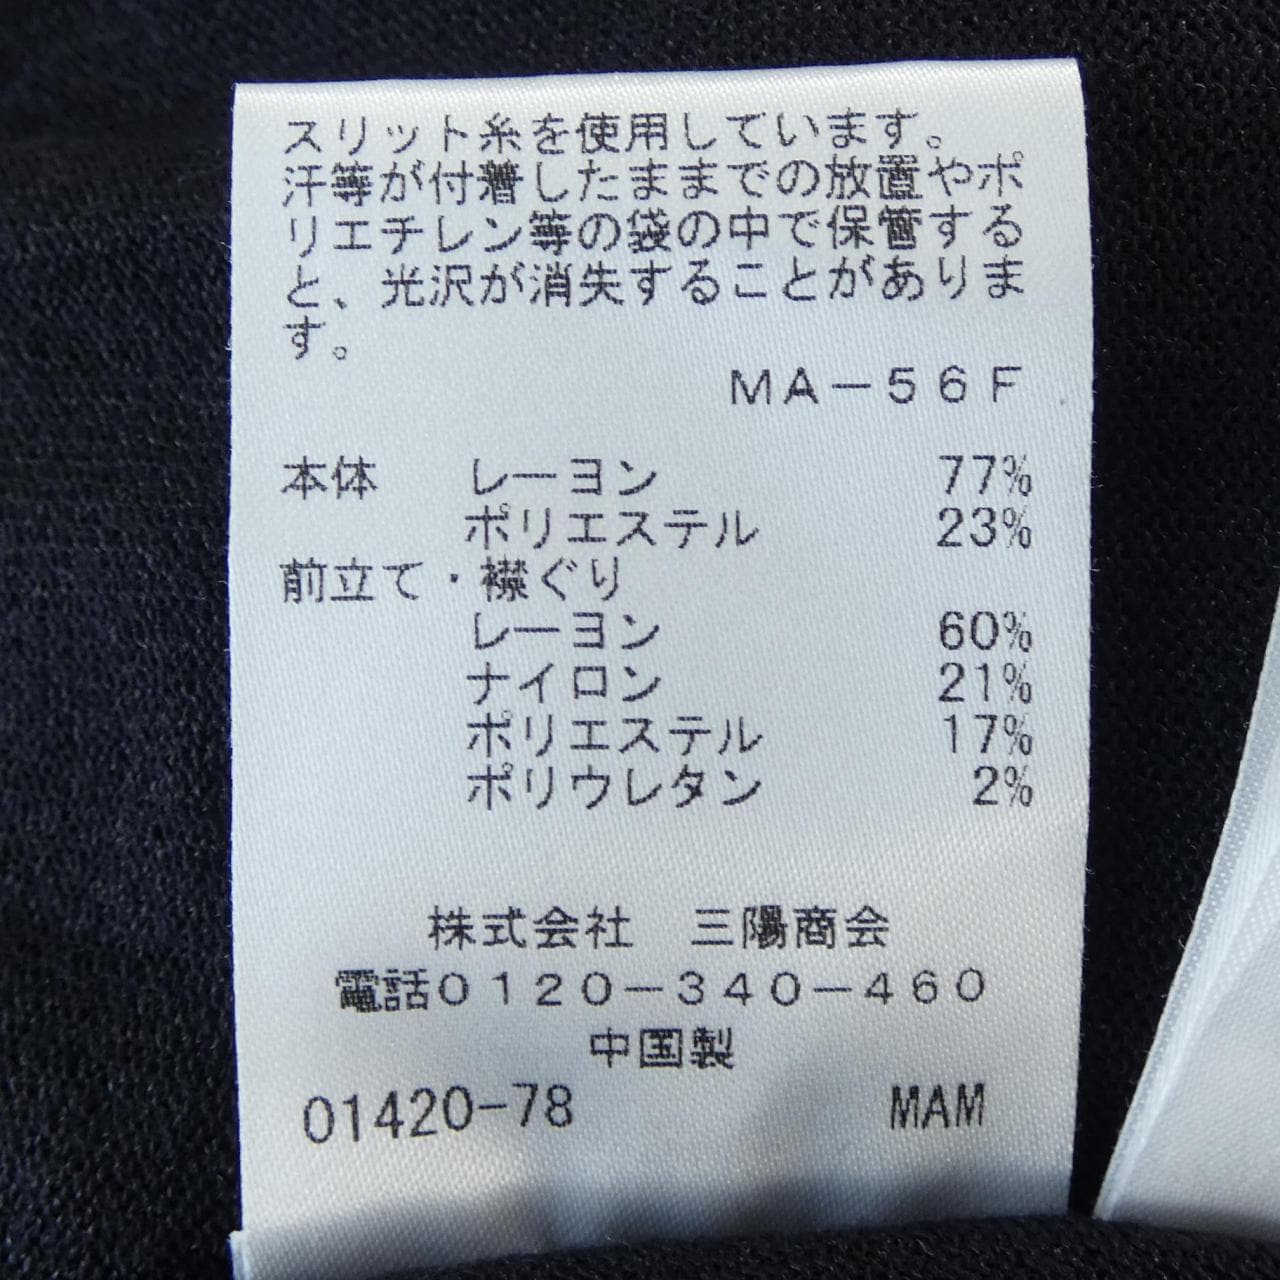 スリット糸を使用しています。
汗等が付着したままでの放置やポ
リエチレン等の袋の中で保管する
と、光沢が消失することがありま
す。
ＭＡ－５６Ｆ
本体 レーヨン 77%
ポリエステル 23%
前立て・襟ぐり
レーヨン 60%
ナイロン 21%
ポリエステル 17%
ポリウレタン 2%
株式会社　三陽商会
電話０１２０－３４０－４６０
中国製
01420-78 MAM